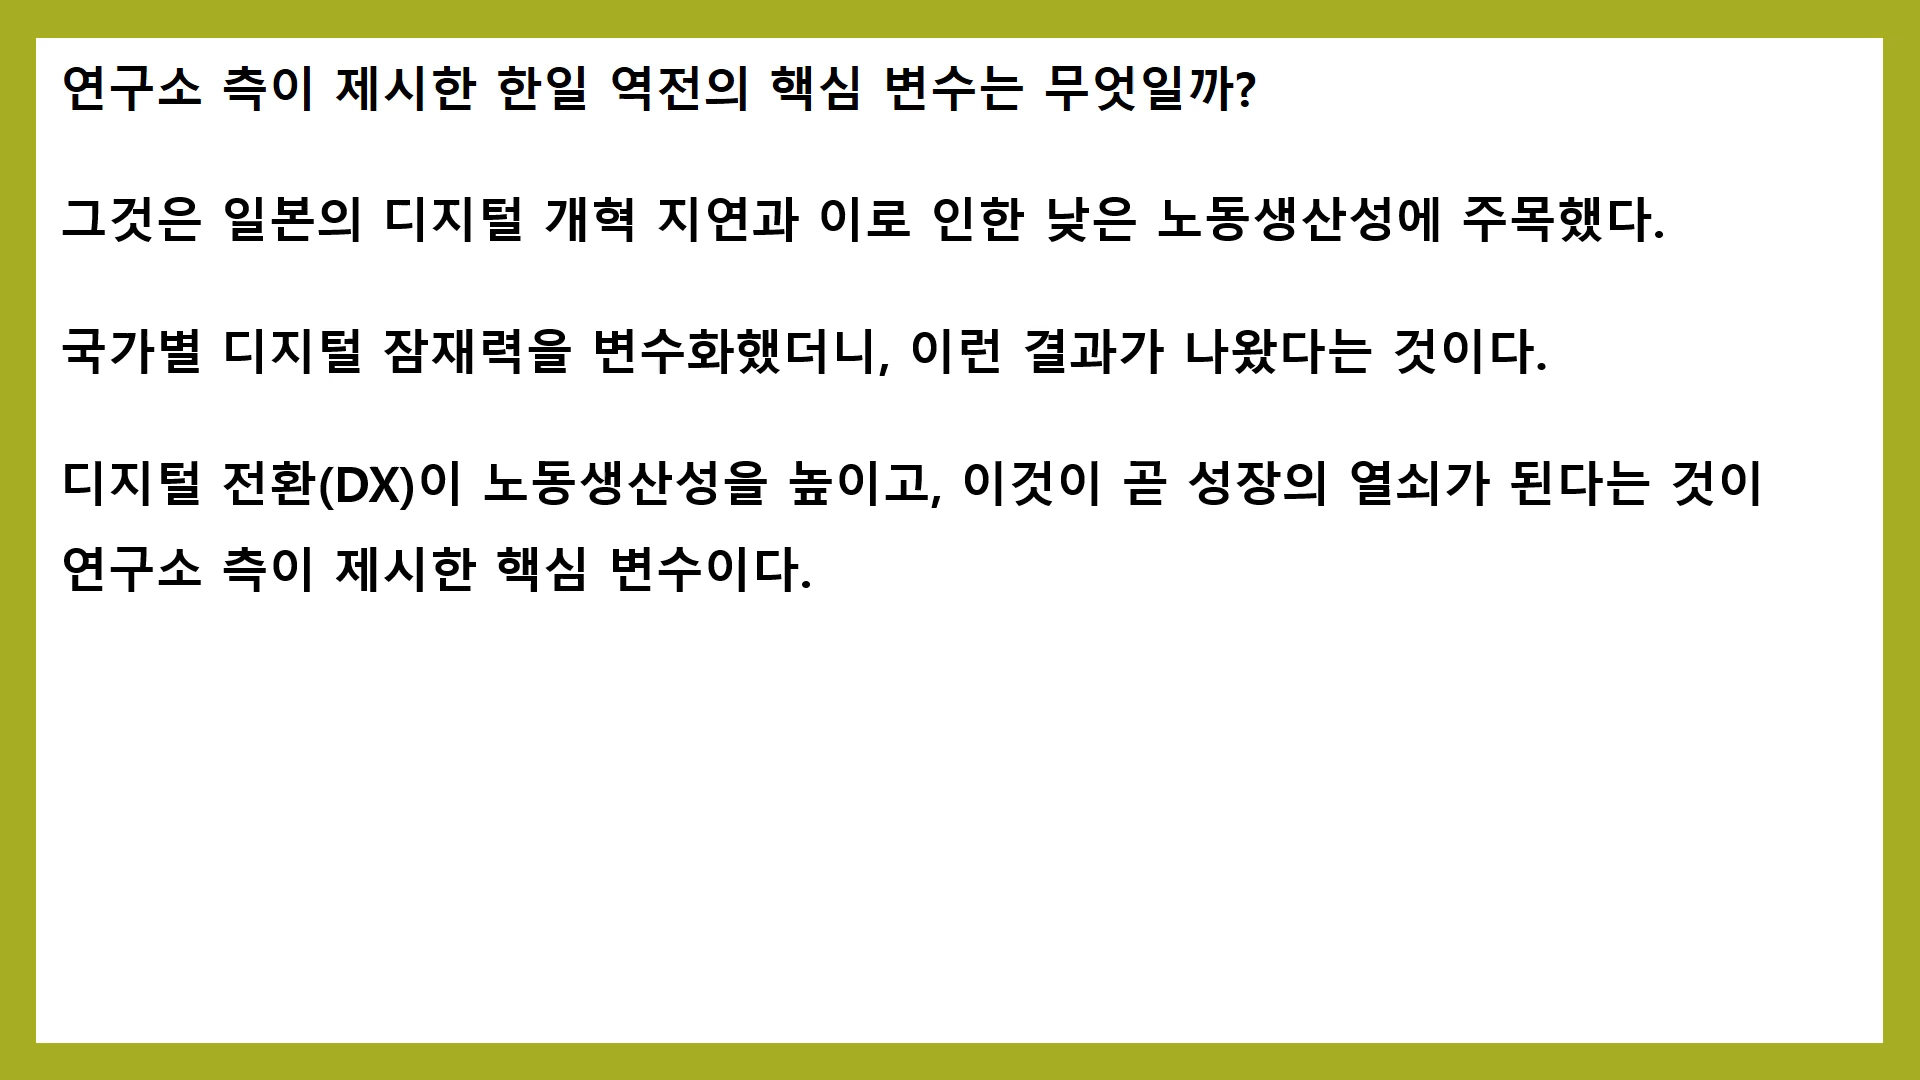 연구소 측이 제시한 한일 역전의 핵심 변수는 무엇일까?
그것은 일본의 디지털 개혁 지연과 이로 인한 낮은 노동생산성에 주목했다.
국가별 디지털 잠재력을 변수화했더니, 이런 결과가 나왔다는 것이다.
디지털 전환(DX)이 노동생산성을 높이고, 이것이 곧 성장의 열쇠가 된다는 것이
연구소 측이 제시한 핵심 변수이다.